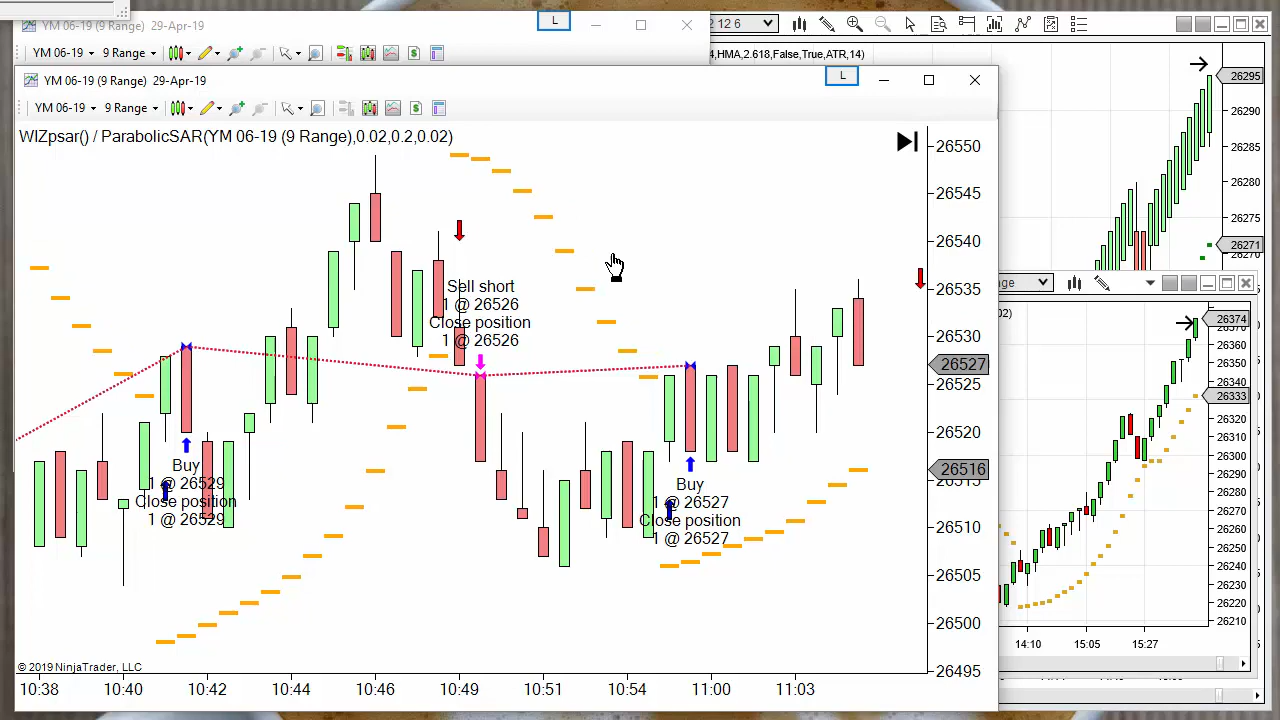 YM 06-19 (9 Range) 29-Apr-19
L
2 12 6
YM 06-19
9 Range
4,HMA,2.618,False,True,ATR,14)
YM 06-19 (9 Range) 29-Apr-19
L
YM 06-19
9 Range
WIZpsar() / ParabolicSAR(YM 06-19 (9 Range),0.02,0.2,0.02)
26550
26545
26540
26535
26530
26527
26525
26520
26516
26510
26505
26500
26495
Sell short
1 @ 26526
Close position
1 @ 26526
Buy
1 @ 26529
Close position
1 @ 26529
Buy
1 @ 26527
Close position
1 @ 26527
© 2019 NinjaTrader, LLC
10:38
10:40
10:42
10:44
10:46
10:49
10:51
10:54
11:00
11:03
26295
26290
26285
26280
26275
26271
nge
02)
26374
26360
26350
26340
26333
26320
26310
26300
26290
26280
26270
26260
26250
26240
26230
26220
26210
14:10
15:05
15:27